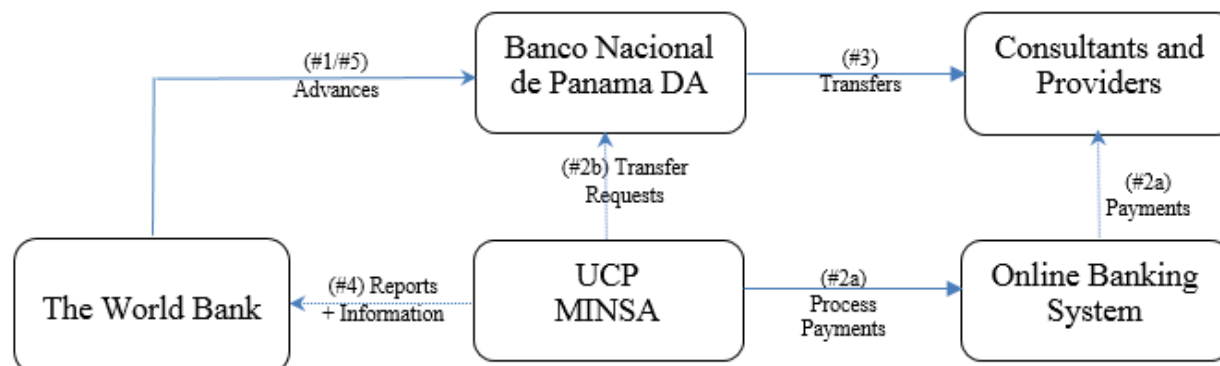 Banco Nacional
de Panama DA
Consultants and
Providers
(#1/#5)
Advances
(#3)
Transfers
(#2b) Transfer
Requests
(#2a)
Payments
The World Bank
(#4) Reports
+ Information
UCP
MINSA
(#2a)
Process
Payments
Online Banking
System